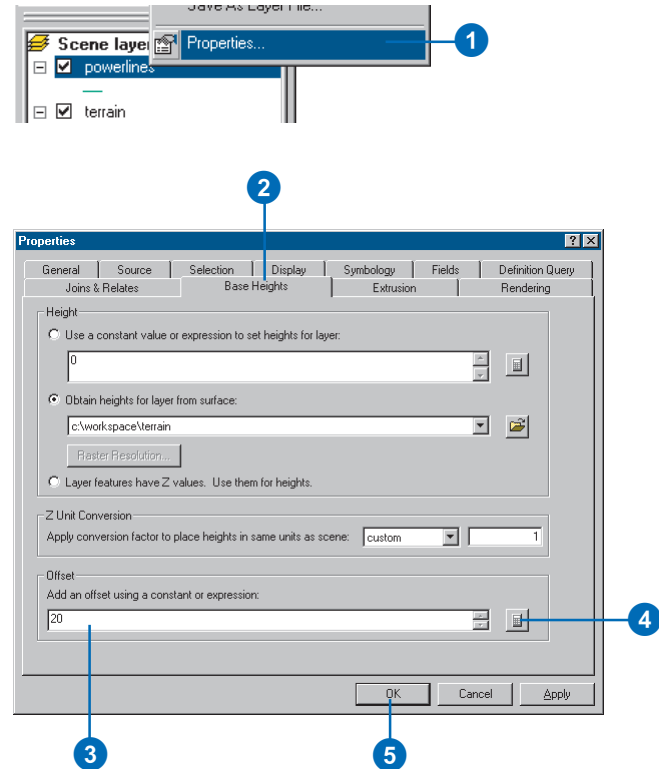 Save As Layer File...
Scene laye
Properties...
1
powerlines
terrain
2
Properties
General Source Selection Display Symbology Fields Definition Query
Joins & Relates Base Heights Extrusion Rendering
Height
Use a constant value or expression to set heights for layer:
0
Obtain heights for layer from surface:
c:\workspace\terrain
Raster Resolution...
Layer features have Z values. Use them for heights.
Z Unit Conversion
Apply conversion factor to place heights in same units as scene: custom 1
Offset
Add an offset using a constant or expression:
20
4
OK Cancel Apply
3
5